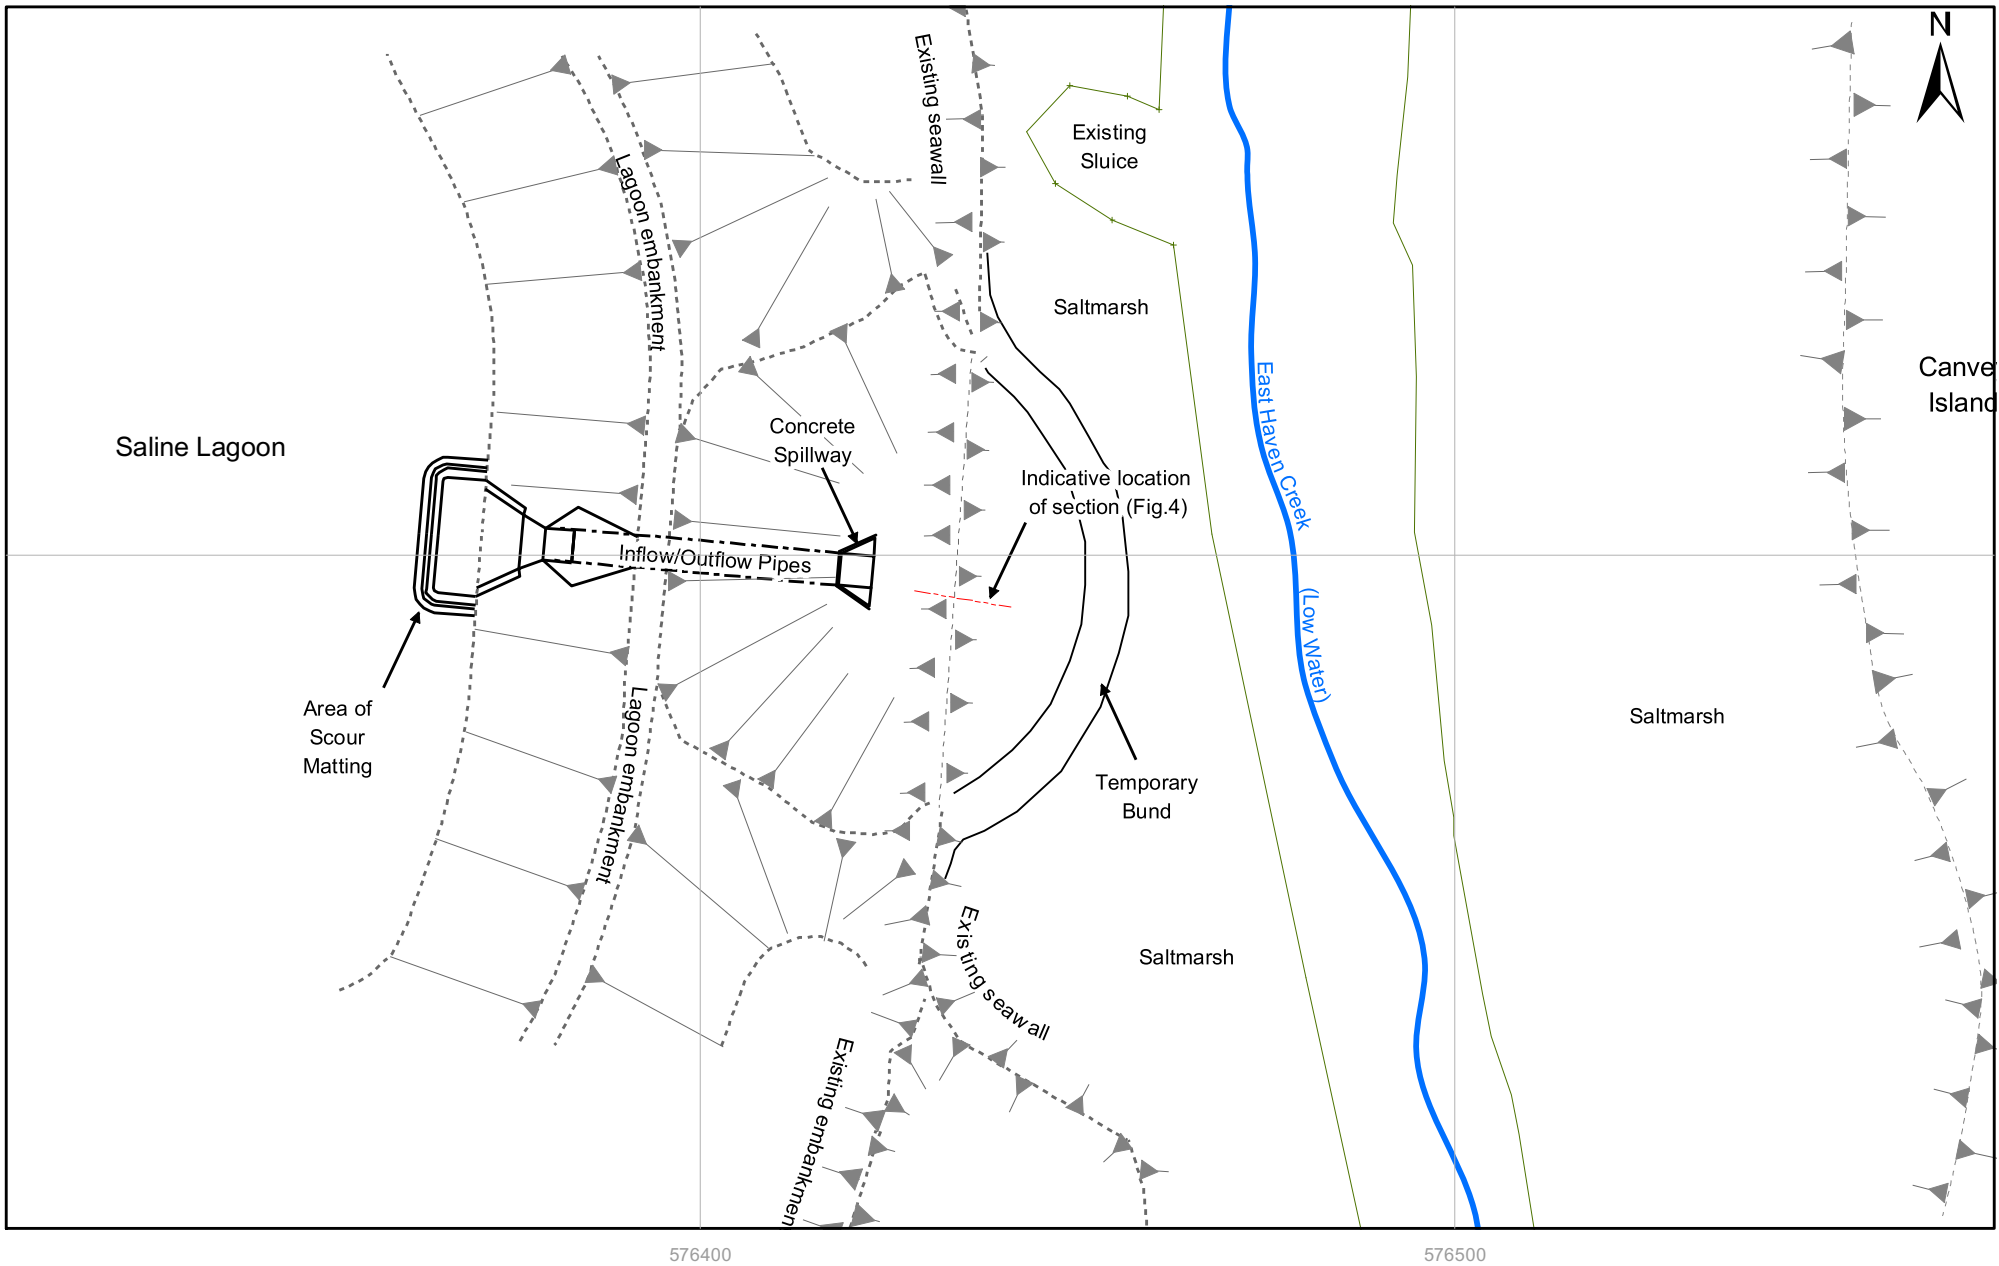 N
Existing seawall
Existing
Sluice
Lagoon embankment
Saltmarsh
Canve
Island
East Haven Creek
(Low Water)
Concrete
Spillway
Saline Lagoon
Indicative location
of section (Fig.4)
Inflow/Outflow Pipes
Area of
Scour
Matting
Lagoon embankment
Saltmarsh
Temporary
Bund
Existing seawall
Saltmarsh
Existing embankmen
576400
576500